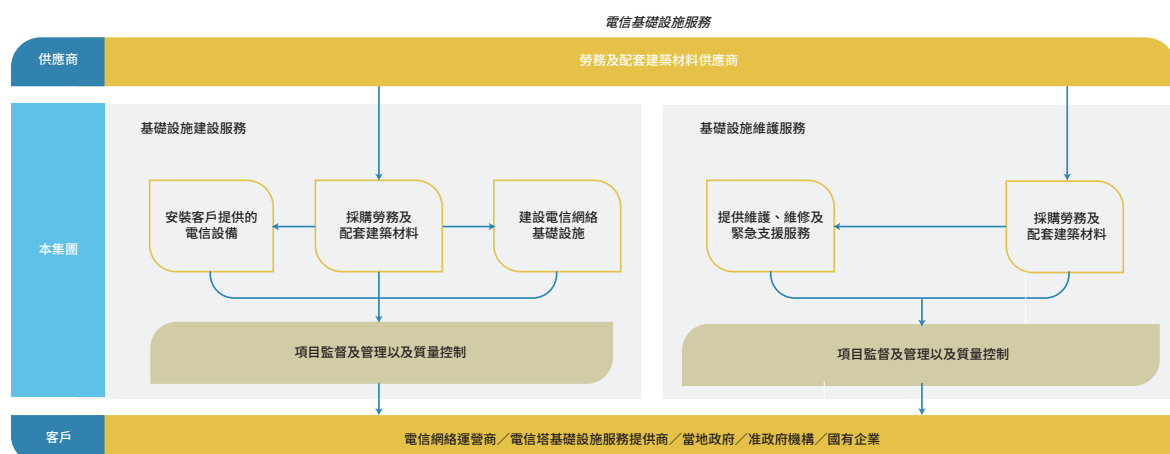 電信基礎設施服務
供應商
勞務及配套建築材料供應商
本集團
基礎設施建設服務
安裝客戶提供的
電信設備
採購勞務及
配套建築材料
建設電信網絡
基礎設施
項目監督及管理以及質量控制
基礎設施維護服務
提供維護、維修及
緊急支援服務
採購勞務及
配套建築材料
項目監督及管理以及質量控制
客戶
電信網絡運營商／電信塔基礎設施服務提供商／當地政府／准政府機構／國有企業